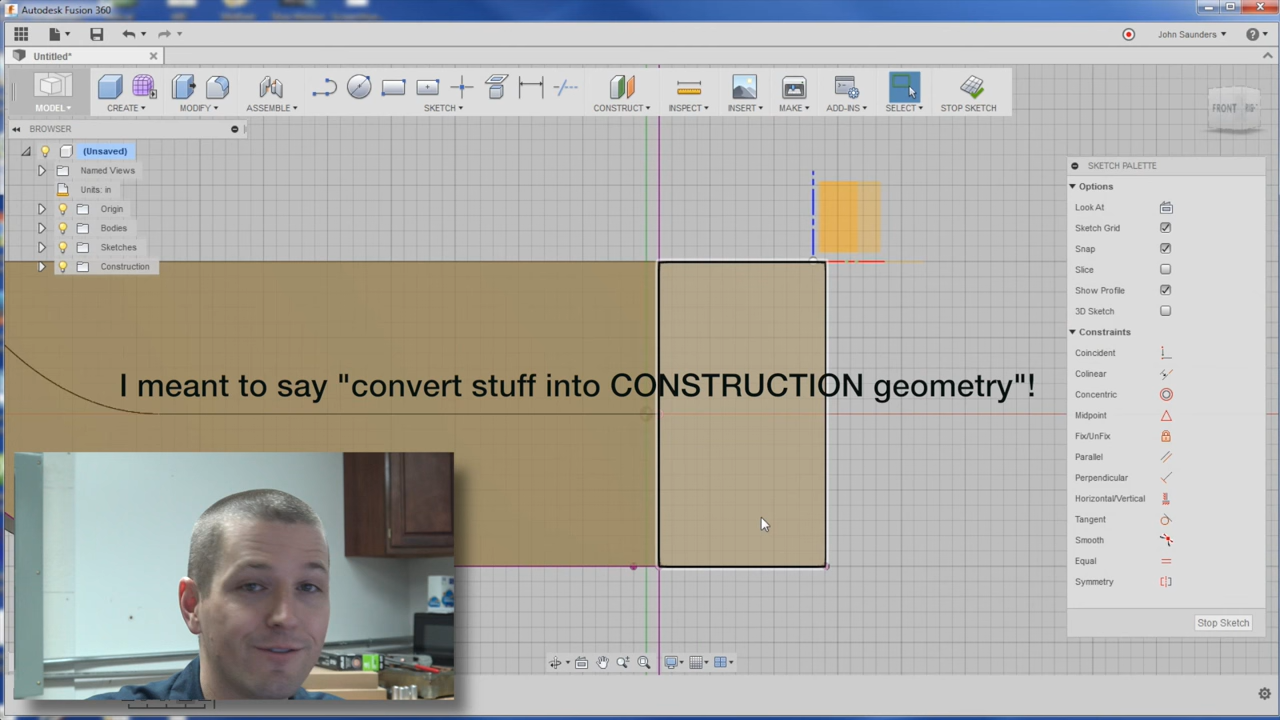 Autodesk Fusion 360
John Saunders
Untitled*
MODEL
CREATE
MODIFY
ASSEMBLE
SKETCH
CONSTRUCT
INSPECT
INSERT
MAKE
ADD-INS
SELECT
STOP SKETCH
FRONT
BROWSER
(Unsaved)
Named Views
Units: in
Origin
Bodies
Sketches
Construction
SKETCH PALETTE
Options
Look At
Sketch Grid
Snap
Slice
Show Profile
3D Sketch
Constraints
Coincident
Colinear
Concentric
Midpoint
Fix/UnFix
Parallel
Perpendicular
Horizontal/Vertical
Tangent
Smooth
Equal
Symmetry
Stop Sketch
I meant to say "convert stuff into CONSTRUCTION geometry"!